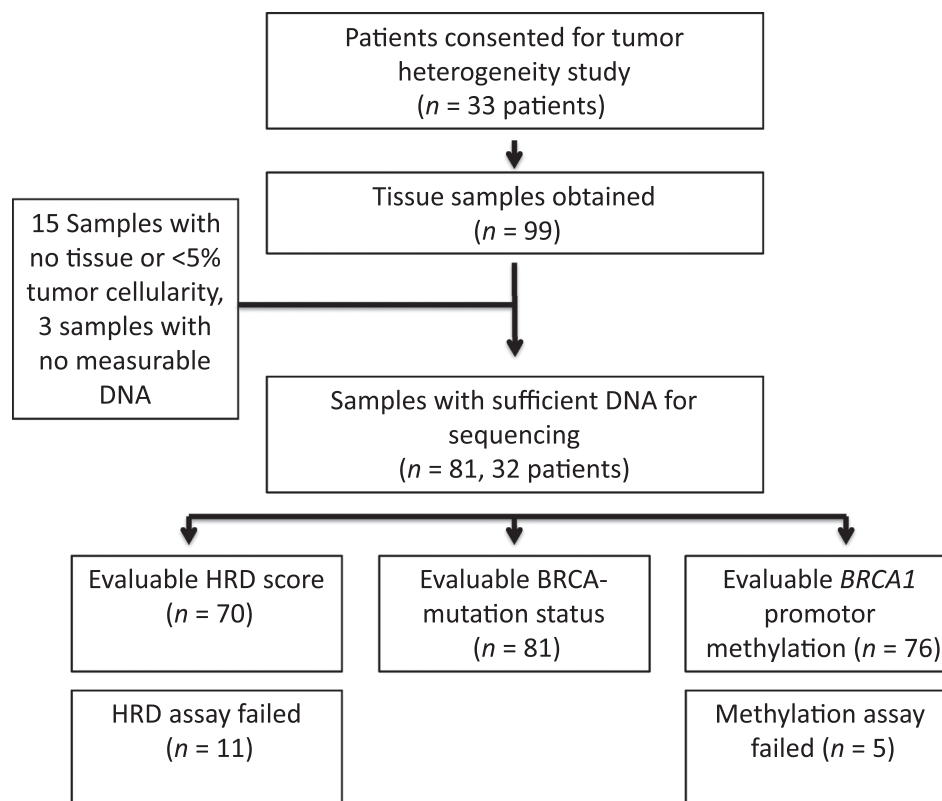 Patients consented for tumor
heterogeneity study
(n = 33 patients)
Tissue samples obtained
(n = 99)
15 Samples with
no tissue or <5%
tumor cellularity,
3 samples with
no measurable
DNA
Samples with sufficient DNA for
sequencing
(n = 81, 32 patients)
Evaluable HRD score
(n = 70)
Evaluable BRCA-
mutation status
(n = 81)
Evaluable BRCA1
promotor
methylation (n = 76)
HRD assay failed
(n = 11)
Methylation assay
failed (n = 5)